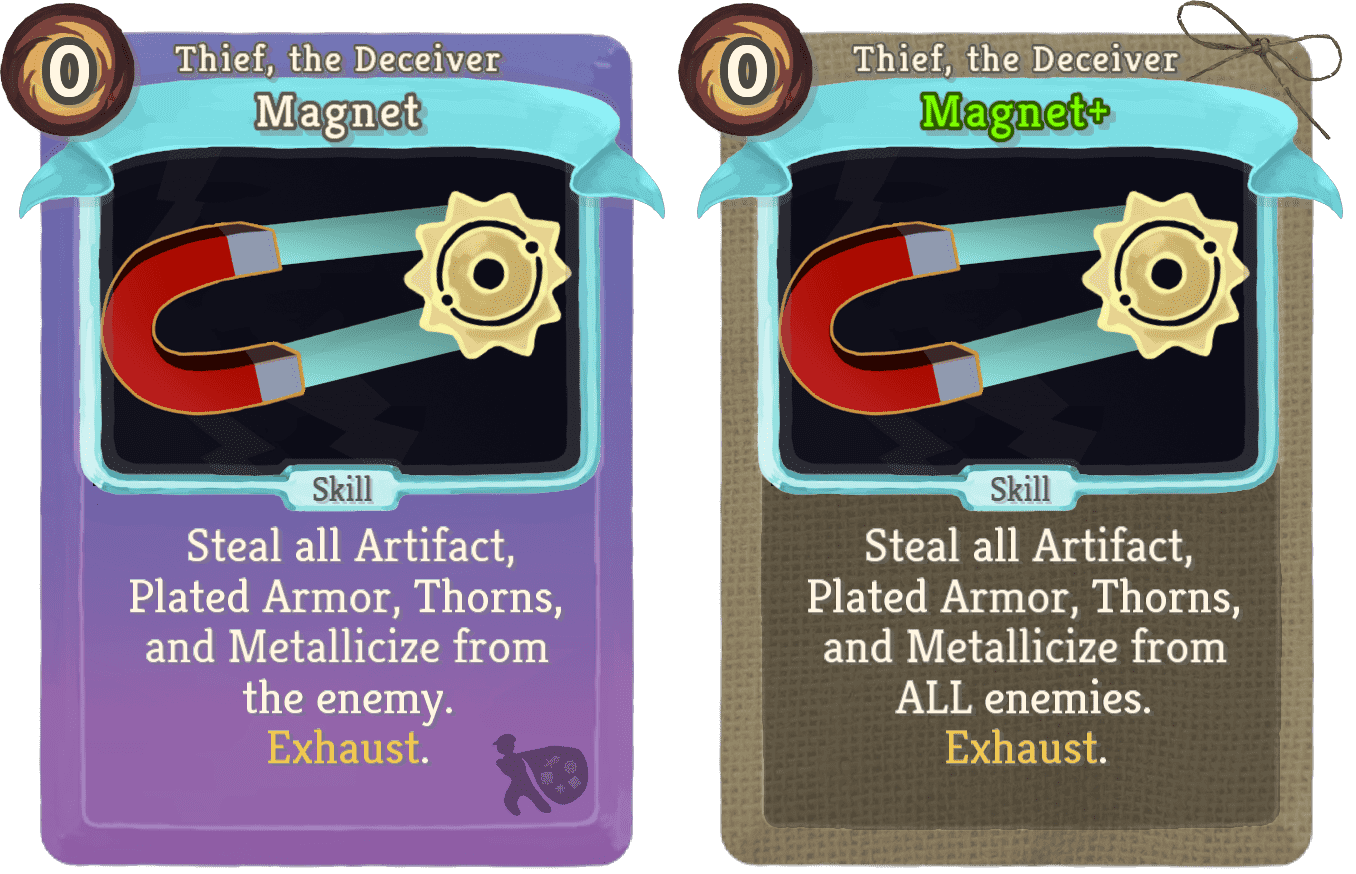 0
Thief, the Deceiver
Magnet
Skill
Steal all Artifact,
Plated Armor, Thorns,
and Metallicize from
the enemy.
Exhaust.
0
Thief, the Deceiver
Magnet+
Skill
Steal all Artifact,
Plated Armor, Thorns,
and Metallicize from
ALL enemies.
Exhaust.